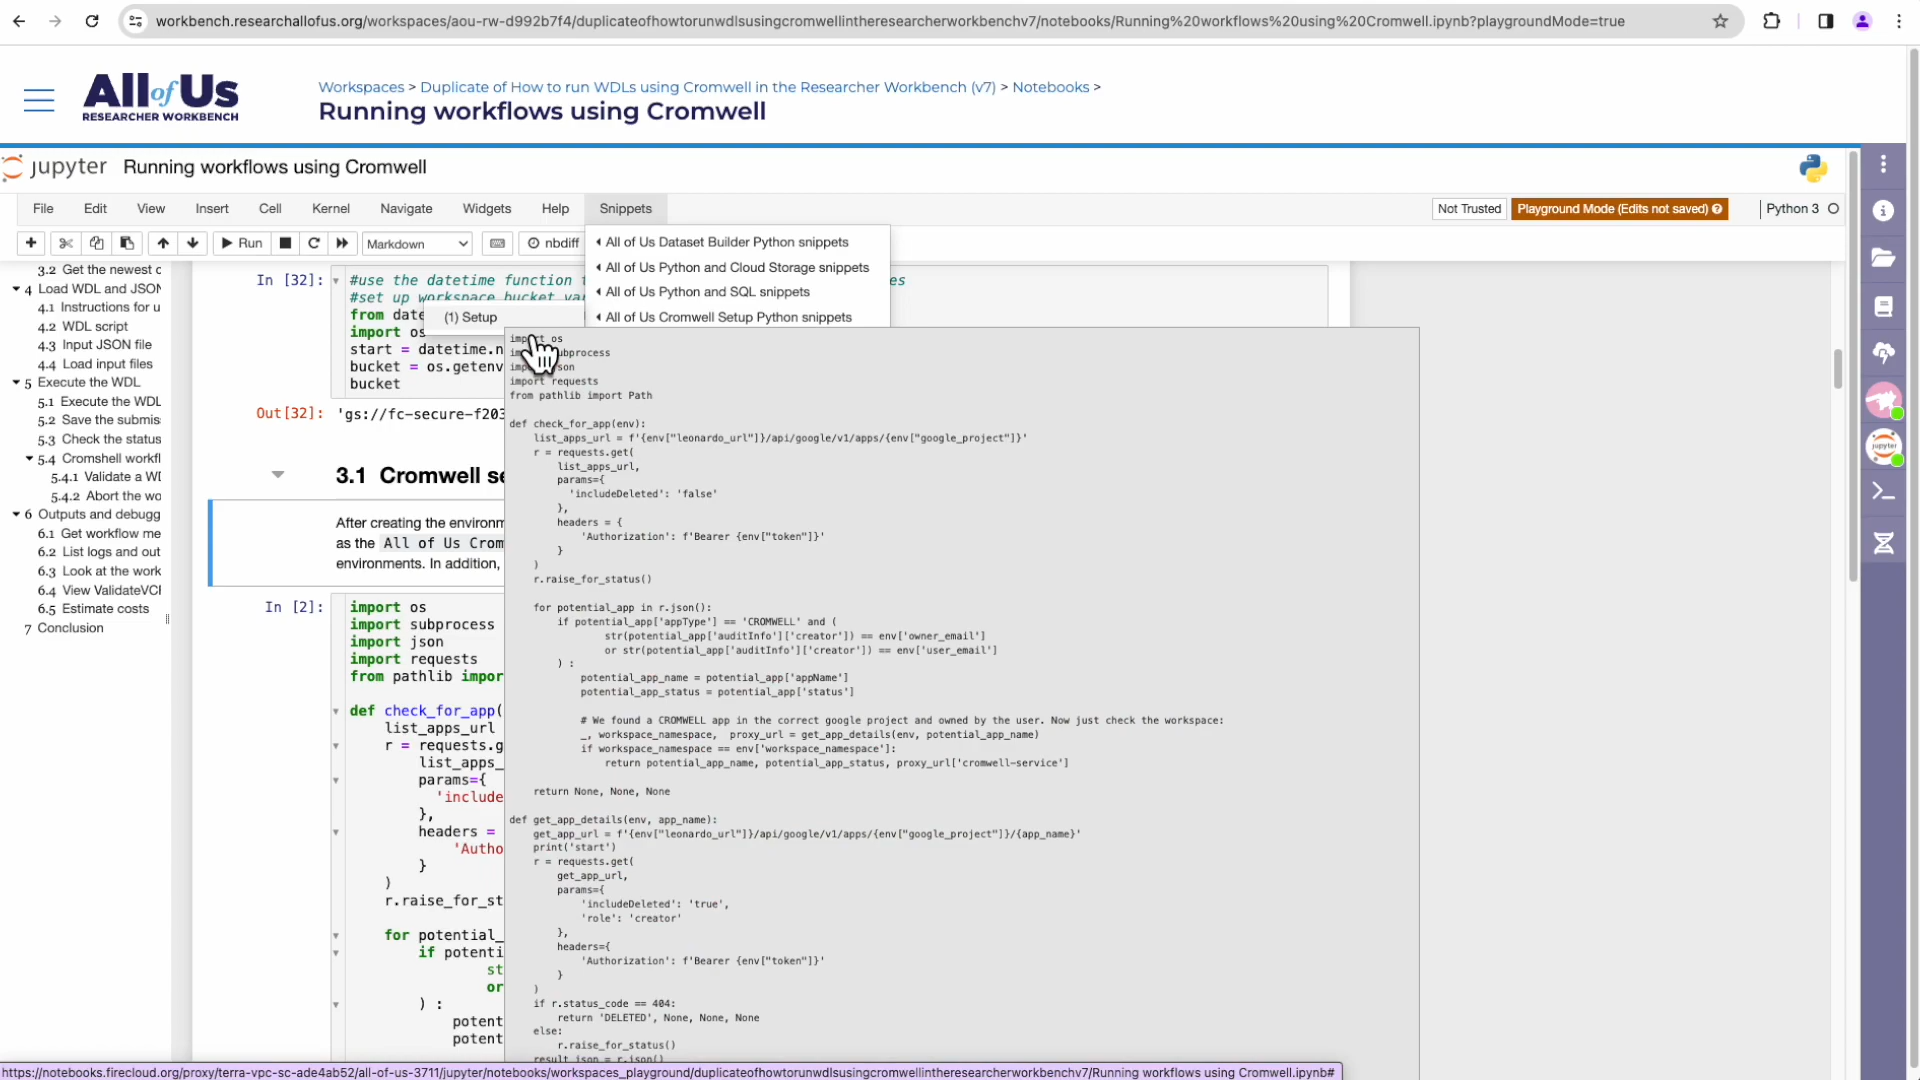 workbench.researchallofus.org/workspaces/aou-rw-d992b7f4/duplicateofhowtorunwdlsusingcromwellintheresearcherworkbenchv7/notebooks/Running%20workflows%20using%20Cromwell.ipynb?playgroundMode=true
All of Us
RESEARCHER WORKBENCH
Workspaces > Duplicate of How to run WDLs using Cromwell in the Researcher Workbench (v7) > Notebooks >
Running workflows using Cromwell
jupyter Running workflows using Cromwell
File Edit View Insert Cell Kernel Navigate Widgets Help Snippets
Not Trusted Playground Mode (Edits not saved) Python 3
Run Markdown nbdiff
All of Us Dataset Builder Python snippets
All of Us Python and Cloud Storage snippets
All of Us Python and SQL snippets
All of Us Cromwell Setup Python snippets
(1) Setup
3.2 Get the newest c
4 Load WDL and JSON
4.1 Instructions for u
4.2 WDL script
4.3 Input JSON file
4.4 Load input files
5 Execute the WDL
5.1 Execute the WDL
5.2 Save the submis
5.3 Check the status
5.4 Cromshell workfl
5.4.1 Validate a WD
5.4.2 Abort the wo
6 Outputs and debugg
6.1 Get workflow me
6.2 List logs and out
6.3 Look at the work
6.4 View ValidateVCF
6.5 Estimate costs
7 Conclusion
In [32]:
#use the datetime function t
es
#set up workspace bucket va
from date
import os
start = datetime.n
bucket = os.getenv
bucket
Out[32]: 'gs://fc-secure-f203
3.1 Cromwell se
After creating the environm
as the All of Us Crom
environments. In addition,
In [2]:
import os
import subprocess
import json
import requests
from pathlib impor
def check_for_app(
list_apps_url
r = requests.g
list_apps_
params={
'include
},
headers =
'Autho
}
)
r.raise_for_st
for potential_
if potenti
st
or
) :
potent
potent
import os
ubprocess
son
import requests
from pathlib import Path
def check_for_app(env):
list_apps_url = f'{env["leonardo_url"]}/api/google/v1/apps/{env["google_project"]}'
r = requests.get(
list_apps_url,
params={
'includeDeleted': 'false'
},
headers = {
'Authorization': f'Bearer {env["token"]}'
}
)
r.raise_for_status()
for potential_app in r.json():
if potential_app['appType'] == 'CROMWELL' and (
str(potential_app['auditInfo']['creator']) == env['owner_email']
or str(potential_app['auditInfo']['creator']) == env['user_email']
) :
potential_app_name = potential_app['appName']
potential_app_status = potential_app['status']
# We found a CROMWELL app in the correct google project and owned by the user. Now just check the workspace:
_, workspace_namespace, proxy_url = get_app_details(env, potential_app_name)
if workspace_namespace == env['workspace_namespace']:
return potential_app_name, potential_app_status, proxy_url['cromwell-service']
return None, None, None
def get_app_details(env, app_name):
get_app_url = f'{env["leonardo_url"]}/api/google/v1/apps/{env["google_project"]}/{app_name}'
print('start')
r = requests.get(
get_app_url,
params={
'includeDeleted': 'true',
'role': 'creator'
},
headers={
'Authorization': f'Bearer {env["token"]}'
}
)
if r.status_code == 404:
return 'DELETED', None, None, None
else:
r.raise_for_status()
result_json = r.json()
jupyter
https://notebooks.firecloud.org/proxy/terra-vpc-sc-ade4ab52/all-of-us-3711/jupyter/notebooks/workspaces_playground/duplicateofhowtorunwdlsusingcromwellintheresearcherworkbenchv7/Running workflows using Cromwell.ipynb#